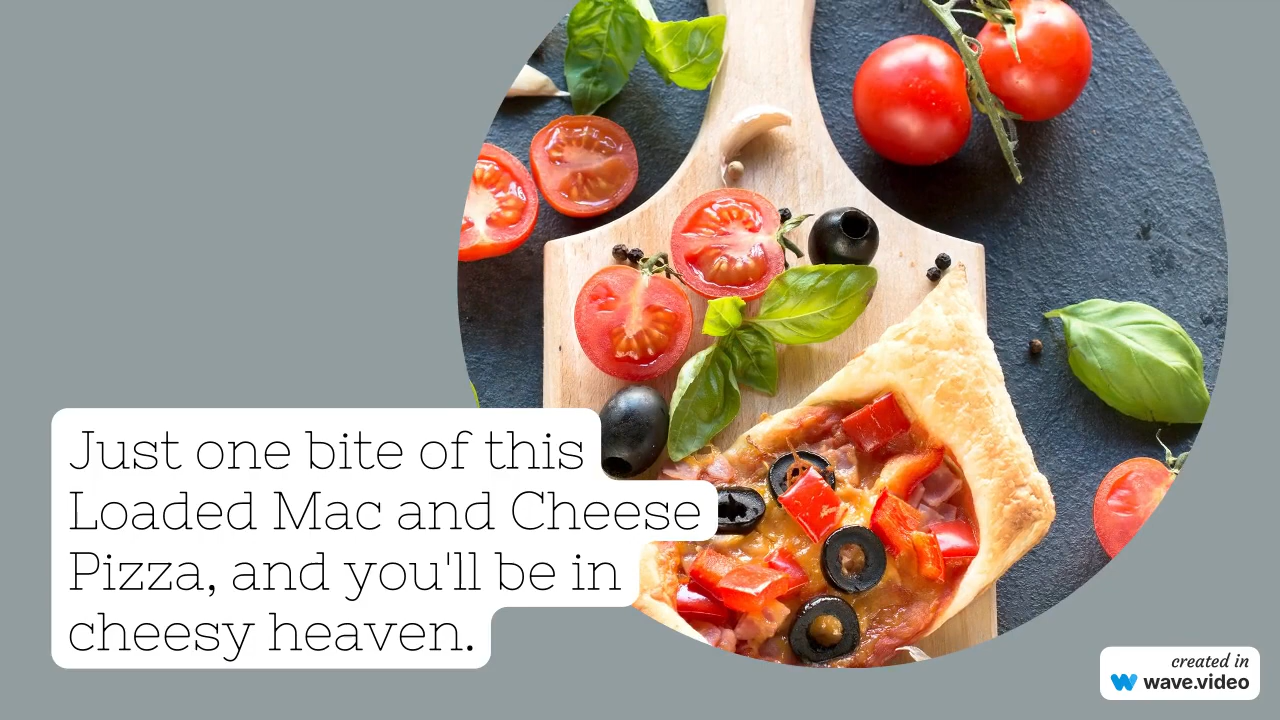 Just one bite of this
Loaded Mac and Cheese
Pizza, and you'll be in
cheesy heaven.
created in
wave.video